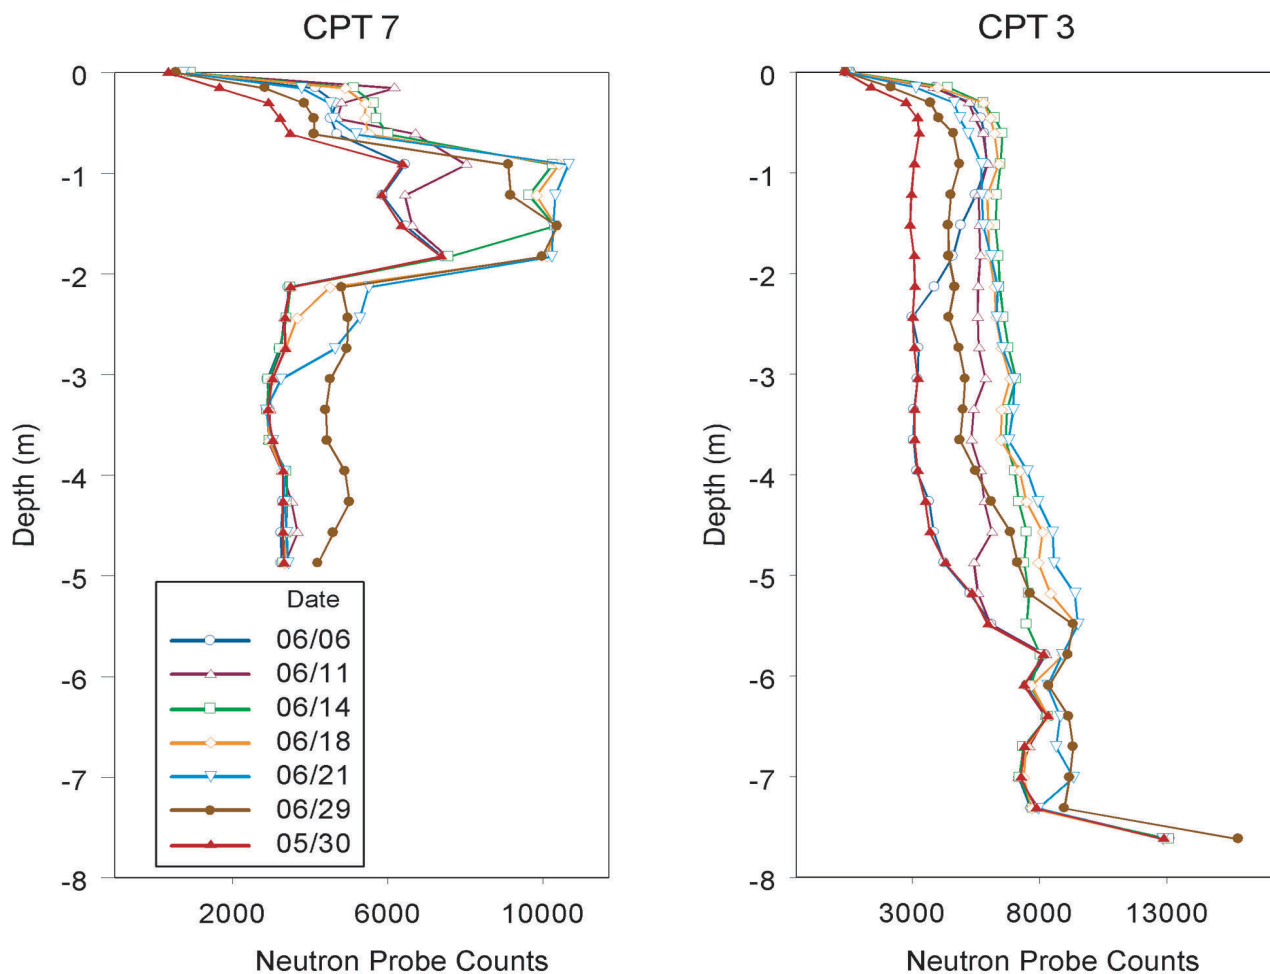 CPT 7
0
-1
-2
-3
-4
-5
-6
-7
-8
Depth (m)
2000 6000 10000
Neutron Probe Counts
Date
06/06
06/11
06/14
06/18
06/21
06/29
05/30
CPT 3
0
-1
-2
-3
-4
-5
-6
-7
-8
Depth (m)
3000 8000 13000
Neutron Probe Counts